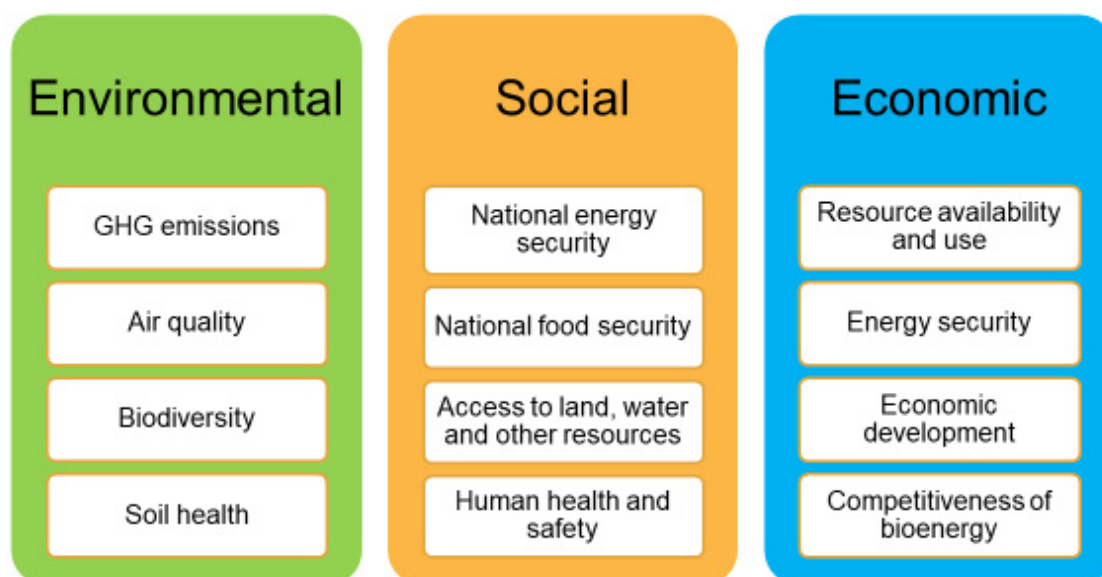 Environmental
GHG emissions
Air quality
Biodiversity
Soil health
Social
National energy
security
National food security
Access to land, water
and other resources
Human health and
safety
Economic
Resource availability
and use
Energy security
Economic
development
Competitiveness of
bioenergy